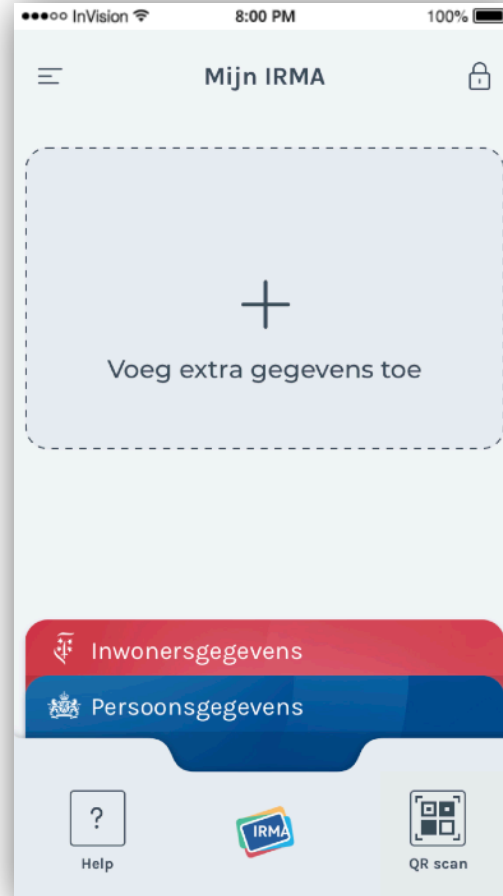 InVision 8:00 PM 100%
Mijn IRMA
Voeg extra gegevens toe
Inwonersgegevens
Persoonsgegevens
?
IRMA
Help QR scan